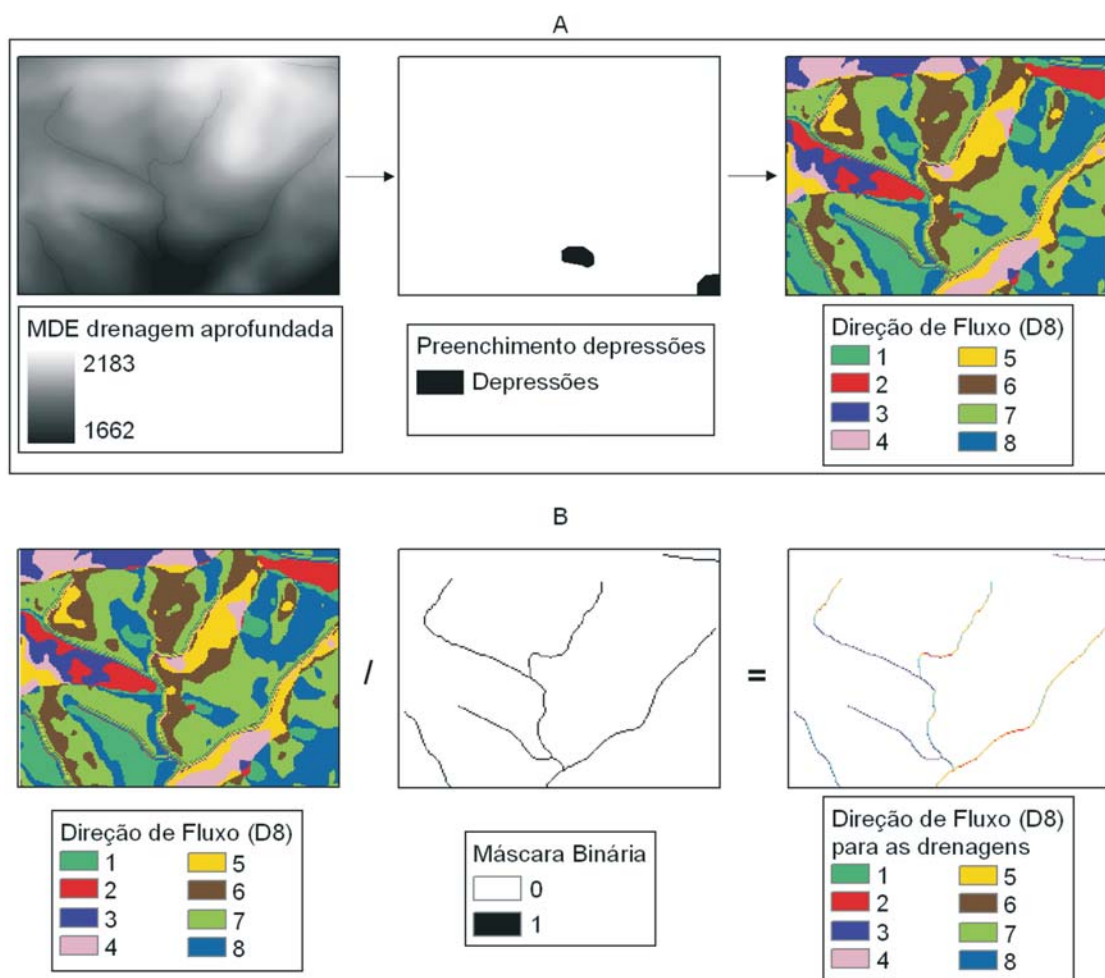 A
MDE drenagem aprofundada
2183
1662
Preenchimento depressões
Depressões
Direção de Fluxo (D8)
1 5
2 6
3 7
4 8
B
/
=
Direção de Fluxo (D8)
1 5
2 6
3 7
4 8
Máscara Binária
0
1
Direção de Fluxo (D8)
para as drenagens
1 5
2 6
3 7
4 8